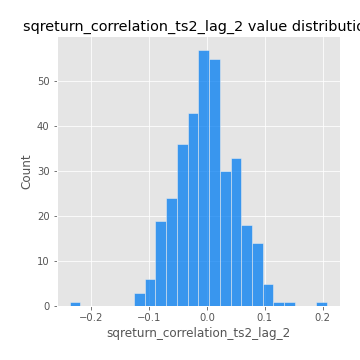 sqreturn_correlation_ts2_lag_2 value distributio
Count
50
40
30
20
10
0
−0.2 −0.1 0.0 0.1 0.2
sqreturn_correlation_ts2_lag_2